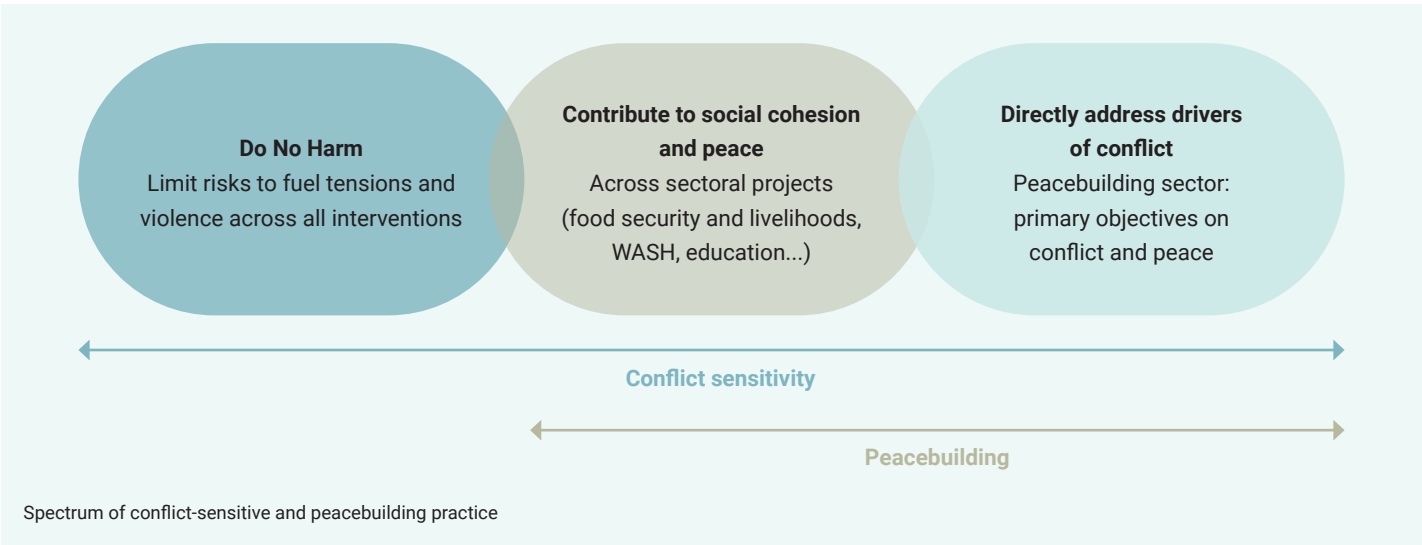 Do No Harm
Limit risks to fuel tensions and
violence across all interventions
Contribute to social cohesion
and peace
Across sectoral projects
(food security and livelihoods,
WASH, education...)
Directly address drivers
of conflict
Peacebuilding sector:
primary objectives on
conflict and peace
Conflict sensitivity
Peacebuilding
Spectrum of conflict-sensitive and peacebuilding practice